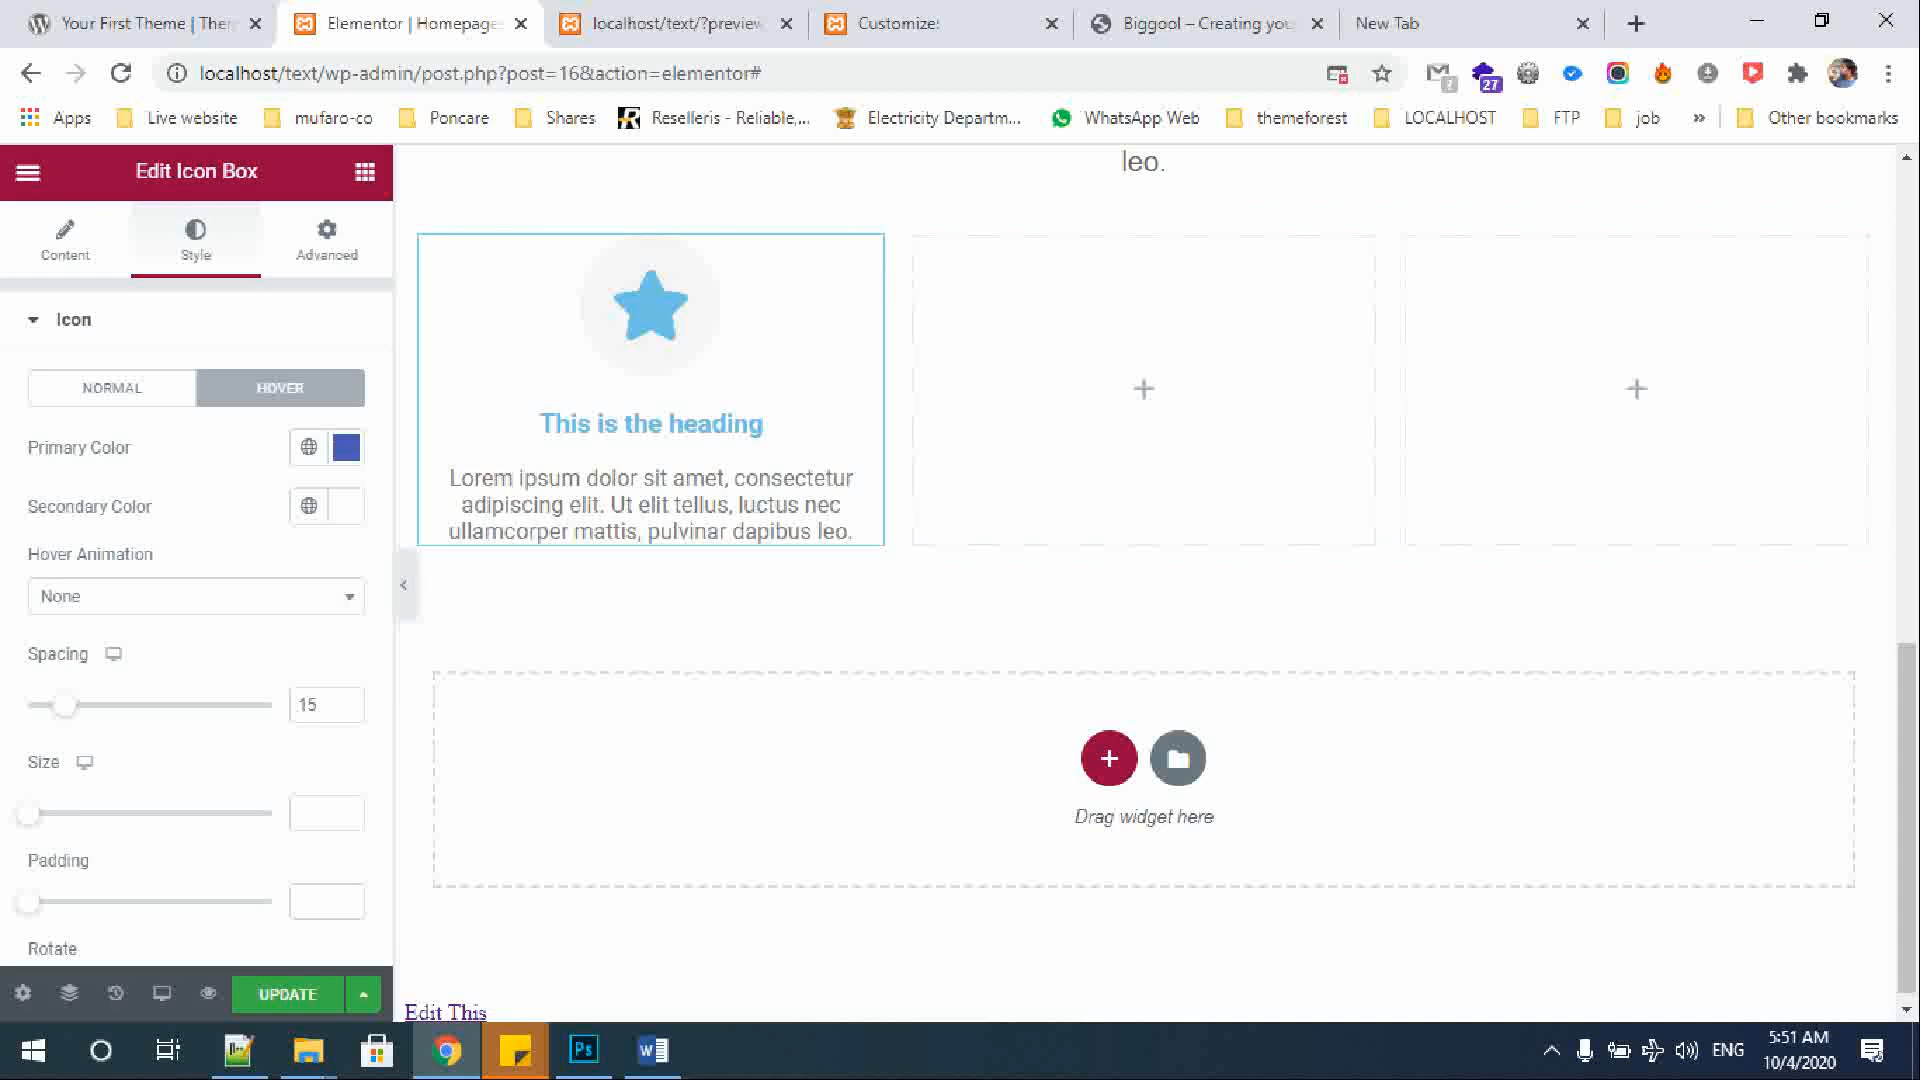 Your First Theme | Ther
Elementor | Homepage
localhost/text/?preview
Customize:
Biggool – Creating you
New Tab
localhost/text/wp-admin/post.php?post=16&action=elementor#
?
27
Apps
Live website
mufaro-co
Poncare
Shares
Reselleris - Reliable,...
Electricity Departm...
WhatsApp Web
themeforest
LOCALHOST
FTP
job
»
Other bookmarks
Edit Icon Box
Content
Style
Advanced
Icon
NORMAL
HOVER
Primary Color
Secondary Color
Hover Animation
None
Spacing
15
Size
Padding
Rotate
UPDATE
leo.
This is the heading
Lorem ipsum dolor sit amet, consectetur
adipiscing elit. Ut elit tellus, luctus nec
ullamcorper mattis, pulvinar dapibus leo.
Drag widget here
Edit This
Ps
W
ENG
5:51 AM
10/4/2020